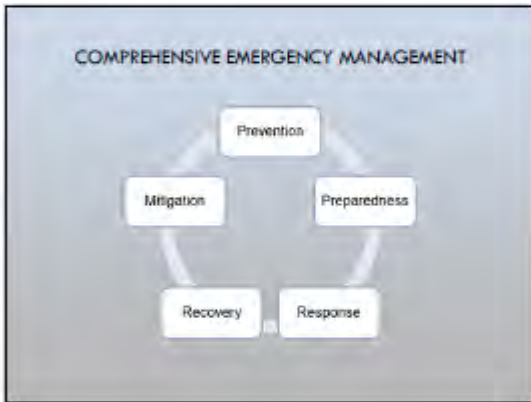 COMPREHENSIVE EMERGENCY MANAGEMENT
Prevention
Mitigation
Preparedness
Recovery
Response